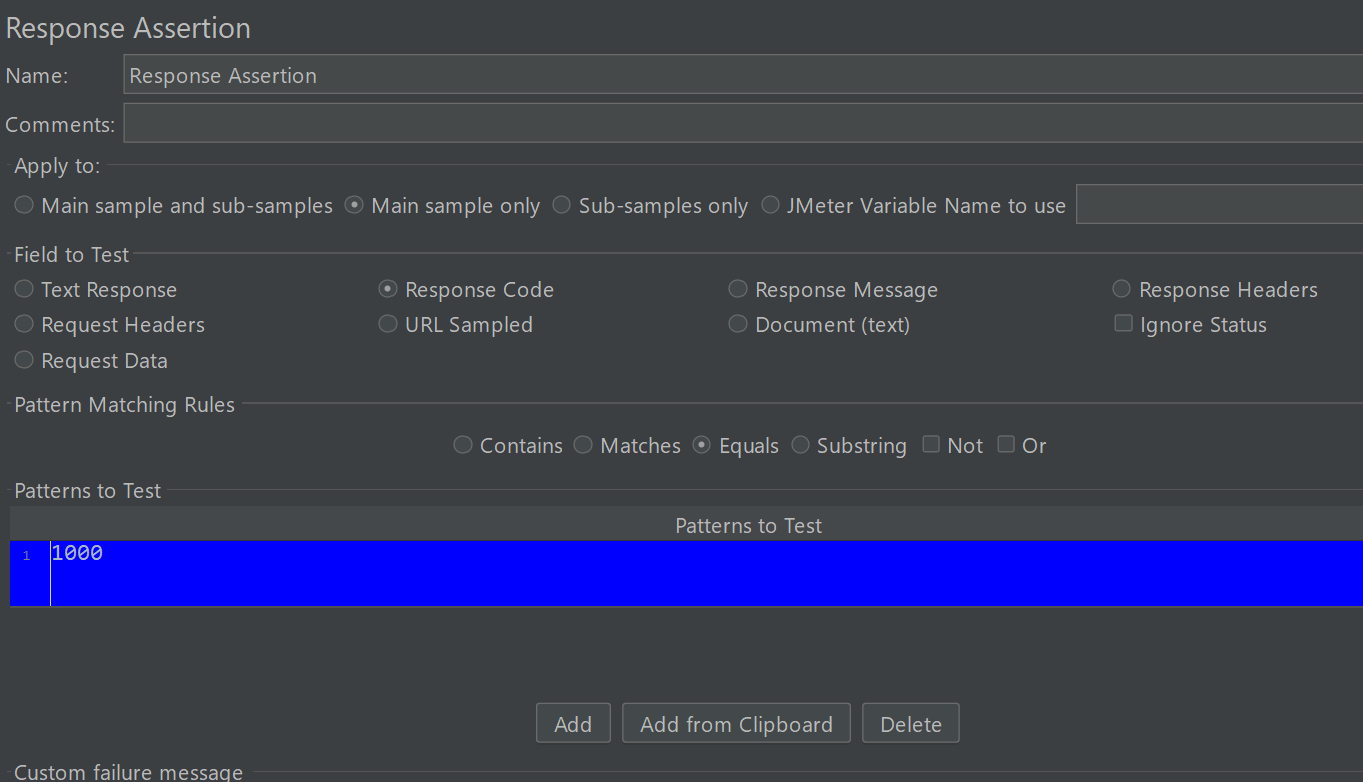 Response Assertion
Name: Response Assertion
Comments:
Apply to:
Main sample and sub-samples Main sample only Sub-samples only JMeter Variable Name to use
Field to Test
Text Response Response Code Response Message Response Headers
Request Headers URL Sampled Document (text) Ignore Status
Request Data
Pattern Matching Rules
Contains Matches Equals Substring Not Or
Patterns to Test
Patterns to Test
1 1000
Add Add from Clipboard Delete
Custom failure message